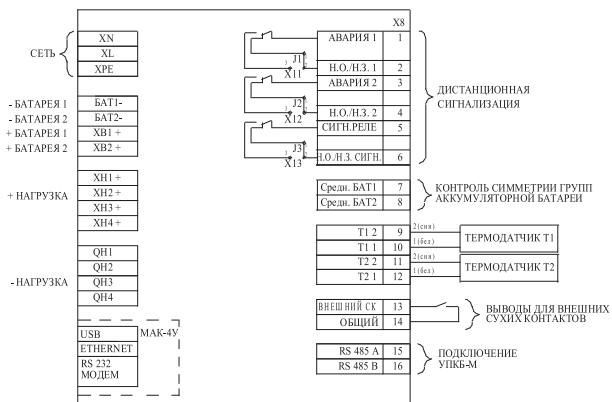 X8
СЕТЬ
XN
XL
XPE
АВАРИЯ 1 1
J1
X11
Н.О./Н.З. 1 2
АВАРИЯ 2 3
J2
X12
Н.О./Н.З. 2 4
СИГН.РЕЛЕ 5
J3
X13
Н.О./Н.З. СИГН. 6
ДИСТАНЦИОННАЯ
СИГНАЛИЗАЦИЯ
- БАТАРЕЯ 1 БАТ1-
- БАТАРЕЯ 2 БАТ2-
+ БАТАРЕЯ 1 XB1 +
+ БАТАРЕЯ 2 XB2 +
+ НАГРУЗКА
XH1 +
XH2 +
XH3 +
XH4 +
Средн. БАТ1 7
Средн. БАТ2 8
КОНТРОЛЬ СИММЕТРИИ ГРУПП
АККУМУЛЯТОРНОЙ БАТАРЕИ
- НАГРУЗКА
QH1
QH2
QH3
QH4
T1 2 9 2(син)
T1 1 10 1(бел)
ТЕРМОДАТЧИК Т1
T2 2 11 2(син)
T2 1 12 1(бел)
ТЕРМОДАТЧИК Т2
ВНЕШНИЙ СК 13
ОБЩИЙ 14
ВЫВОДЫ ДЛЯ ВНЕШНИХ
СУХИХ КОНТАКТОВ
USB
МАК-4У
ETHERNET
RS 232
МОДЕМ
RS 485 A 15
RS 485 B 16
ПОДКЛЮЧЕНИЕ
УПКБ-М